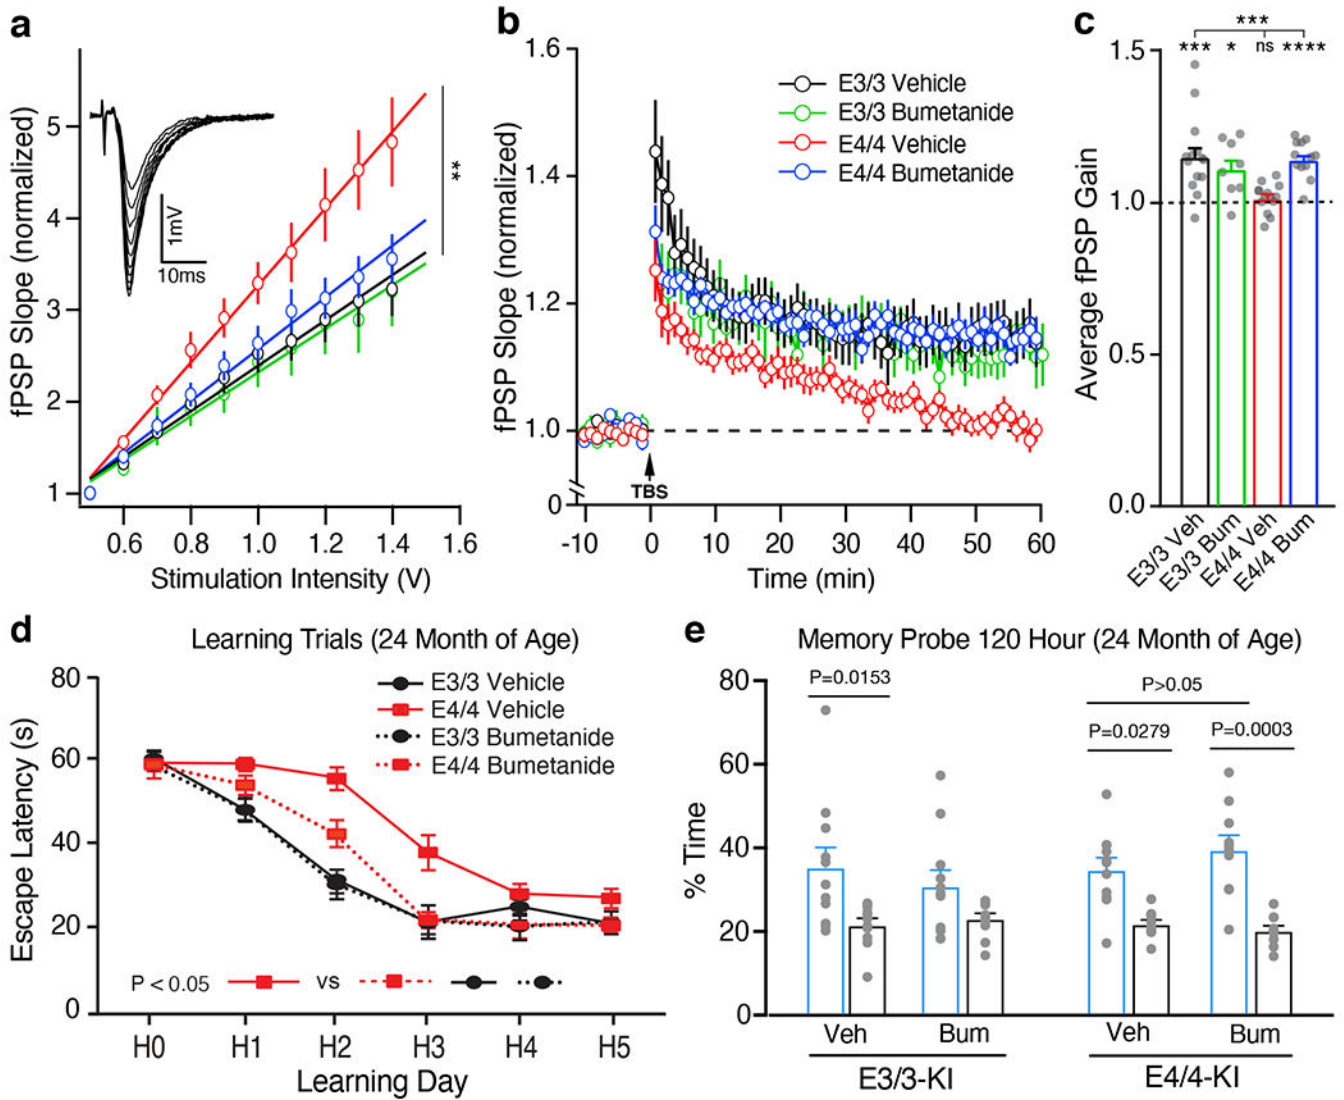 a
fPSP Slope (normalized)
5
4
3
2
1
1mV
10ms
**
0.6 0.8 1.0 1.2 1.4 1.6
Stimulation Intensity (V)
b
fPSP Slope (normalized)
1.6
1.4
1.2
1.0
0
E3/3 Vehicle
E3/3 Bumetanide
E4/4 Vehicle
E4/4 Bumetanide
TBS
-10 0 10 20 30 40 50 60
Time (min)
c
Average fPSP Gain
1.5
1.0
0.5
0.0
***
*** * ns ****
E3/3 Veh
E3/3 Bum
E4/4 Veh
E4/4 Bum
d
Learning Trials (24 Month of Age)
Escape Latency (s)
80
60
40
20
0
E3/3 Vehicle
E4/4 Vehicle
E3/3 Bumetanide
E4/4 Bumetanide
P < 0.05 vs
H0 H1 H2 H3 H4 H5
Learning Day
e
Memory Probe 120 Hour (24 Month of Age)
% Time
80
60
40
20
0
P=0.0153
P>0.05
P=0.0279 P=0.0003
Veh Bum Veh Bum
E3/3-KI E4/4-KI